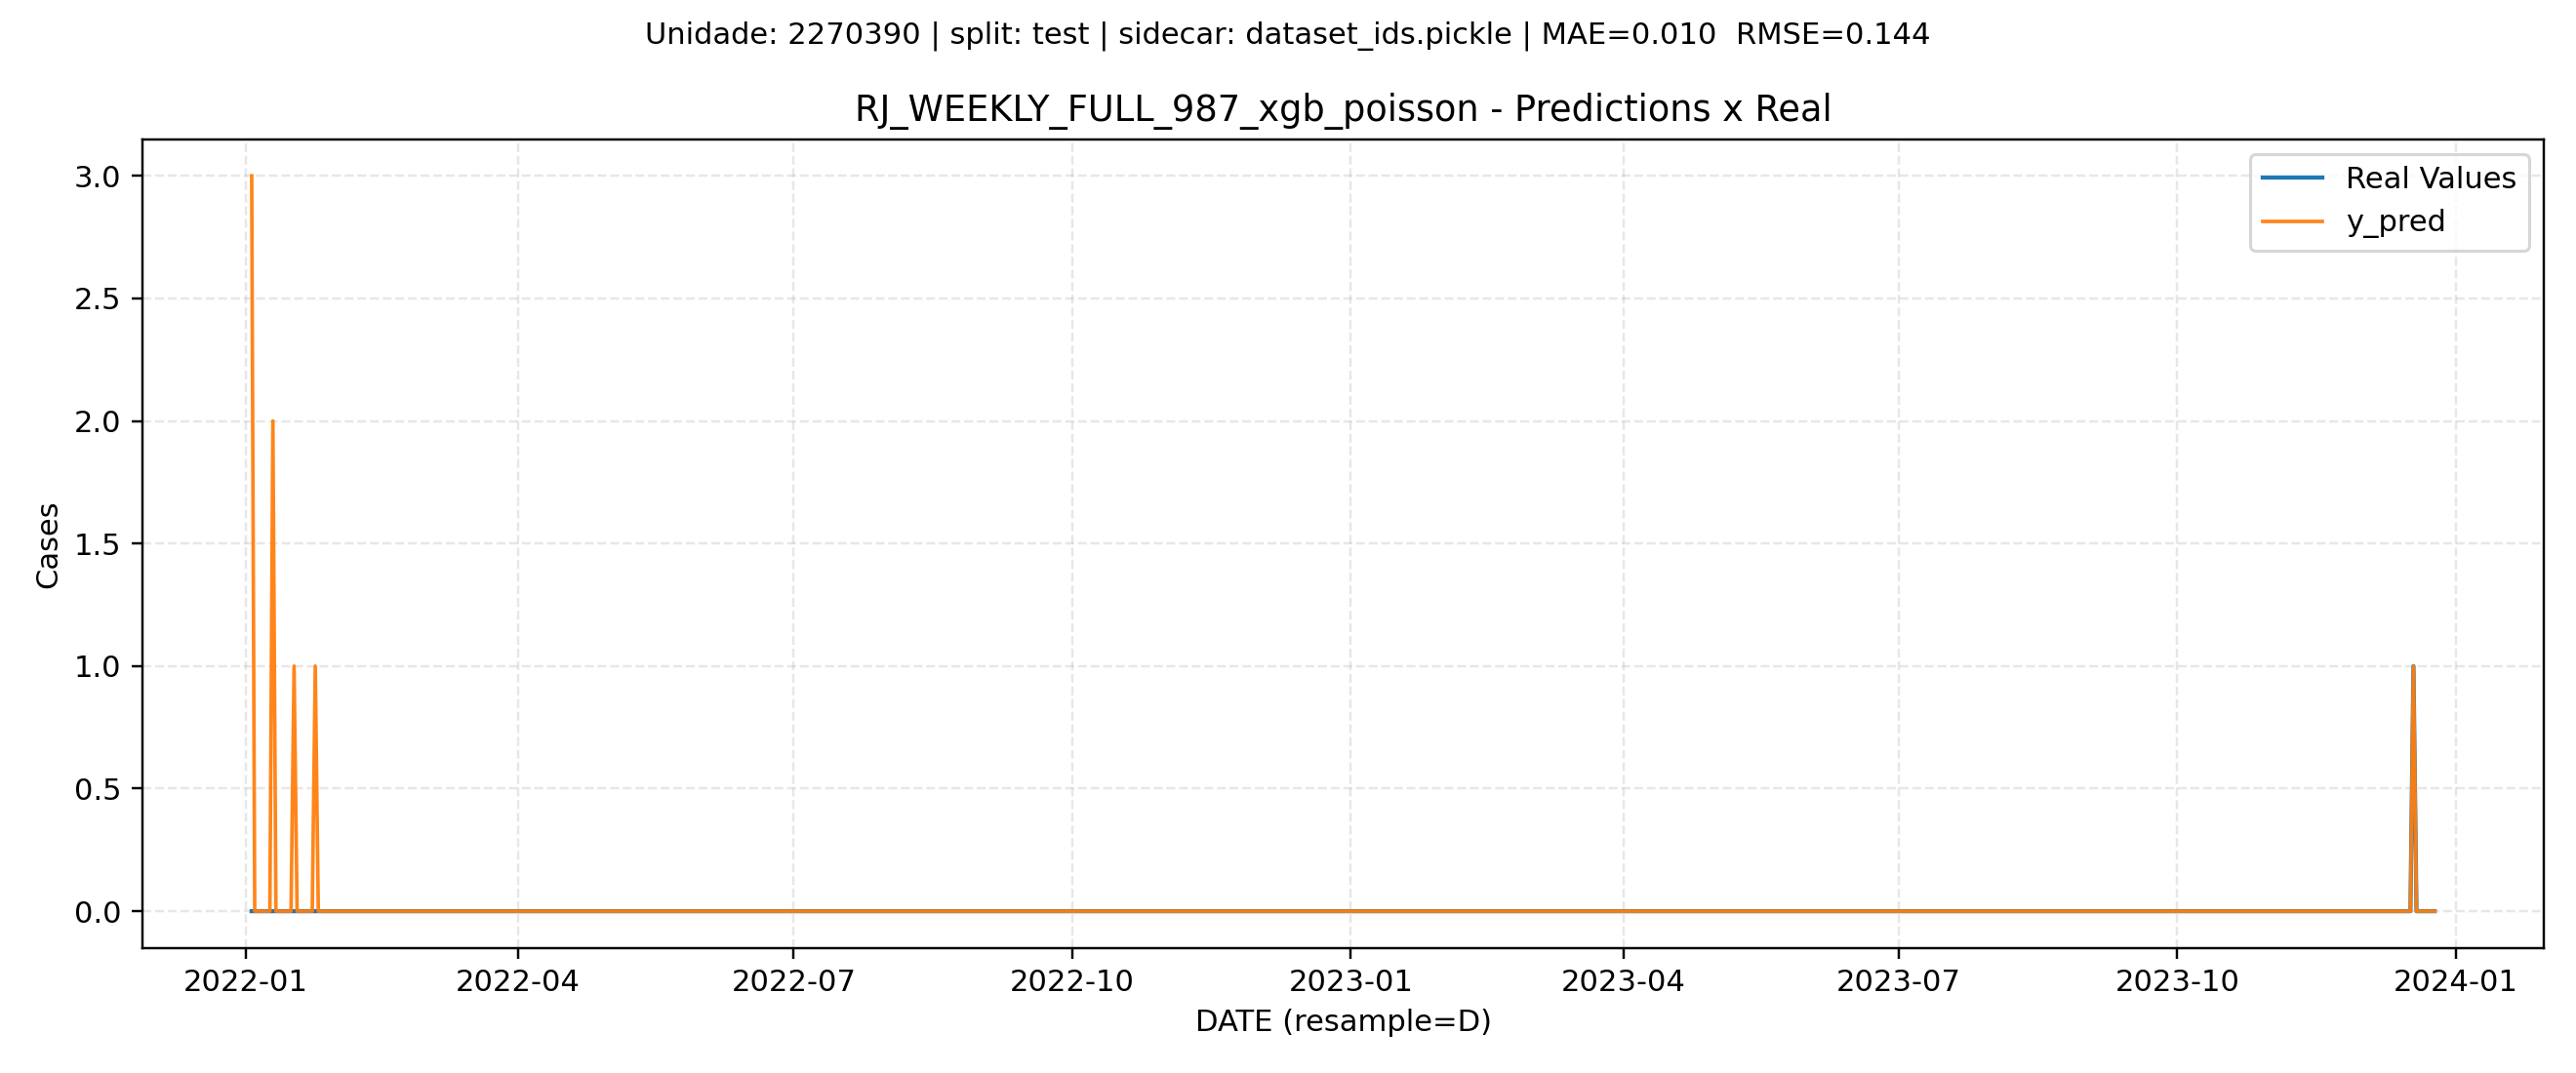 Unidade: 2270390 | split: test | sidecar: dataset_ids.pickle | MAE=0.010  RMSE=0.144
RJ_WEEKLY_FULL_987_xgb_poisson - Predictions x Real
Real Values
y_pred
Cases
3.0
2.5
2.0
1.5
1.0
0.5
0.0
2022-01 2022-04 2022-07 2022-10 2023-01 2023-04 2023-07 2023-10 2024-01
DATE (resample=D)